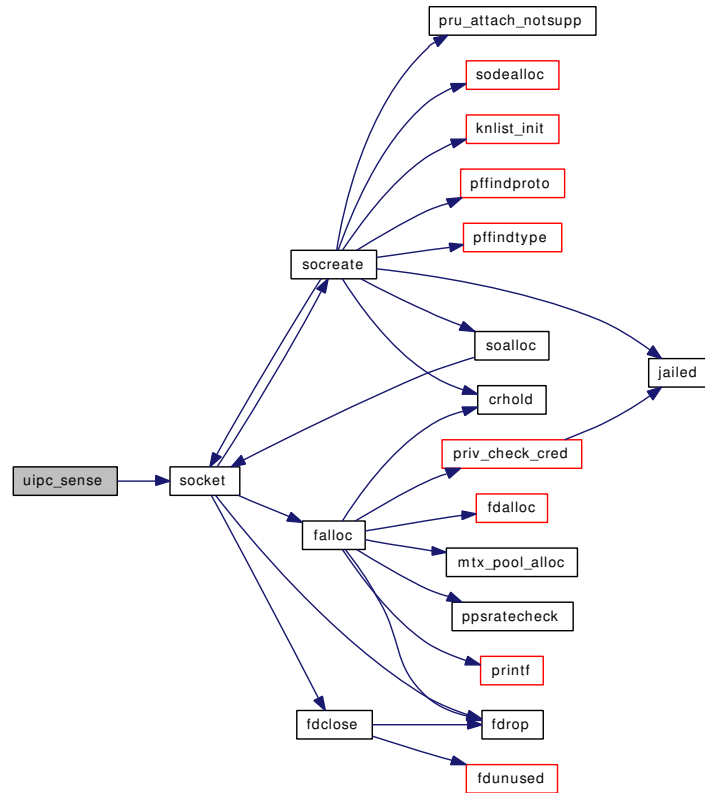 pru_attach_notsupp
sodealloc
knlist_init
pffindproto
pffindtype
socreate
soalloc
jailed
crhold
priv_check_cred
uipc_sense
socket
fdalloc
falloc
mtx_pool_alloc
ppsratecheck
printf
fdclose
fdrop
fdunused